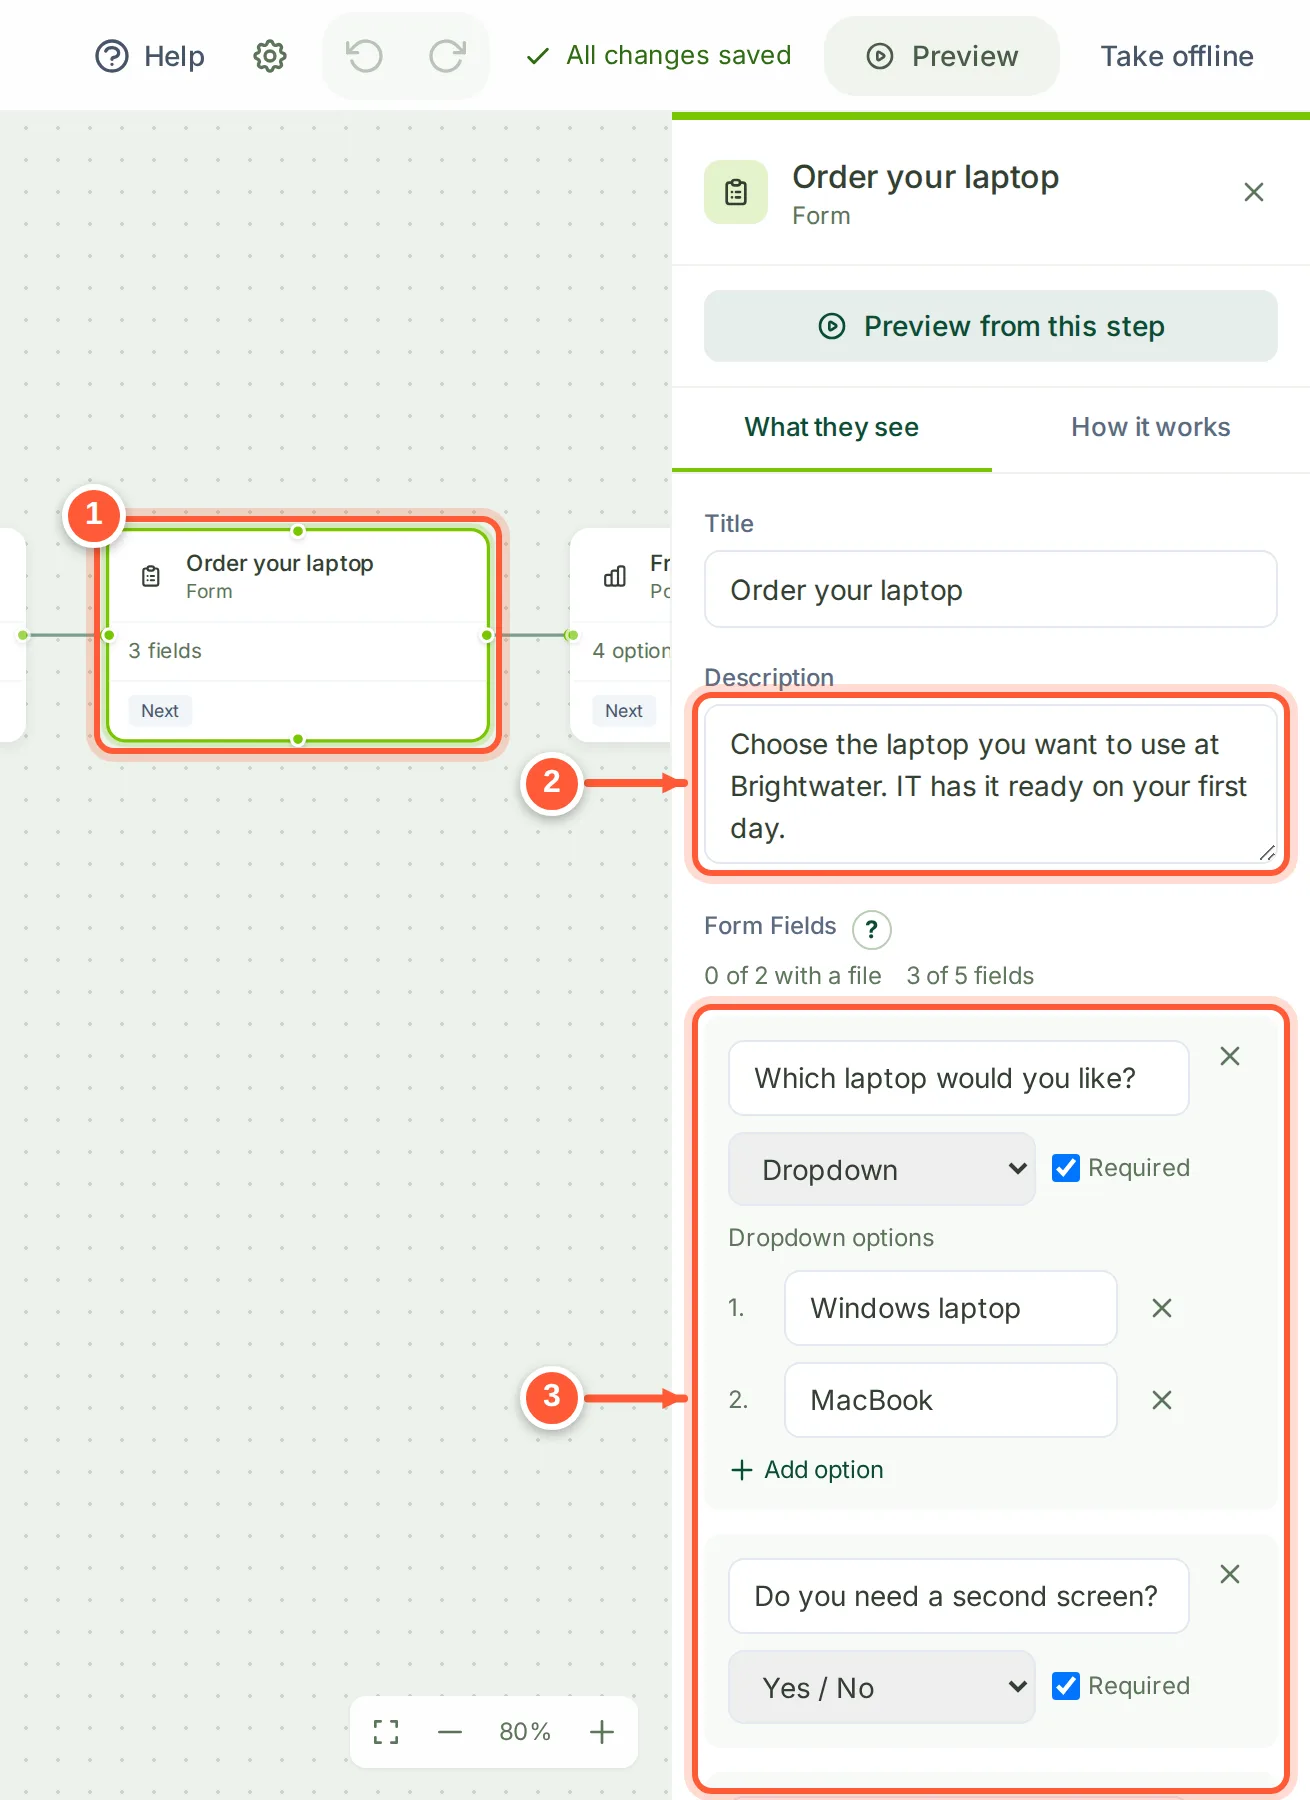 Help
All changes saved
Preview
Take offline
Order your laptop
Form
Preview from this step
What they see
How it works
Title
Order your laptop
Description
Choose the laptop you want to use at
Brightwater. IT has it ready on your first
day.
Form Fields ?
0 of 2 with a file 3 of 5 fields
Which laptop would you like?
Dropdown
Required
Dropdown options
1. Windows laptop
2. MacBook
Add option
Do you need a second screen?
Yes / No
Required
1
Order your laptop
Form
3 fields
Next
4 option
Next
2
3
80%